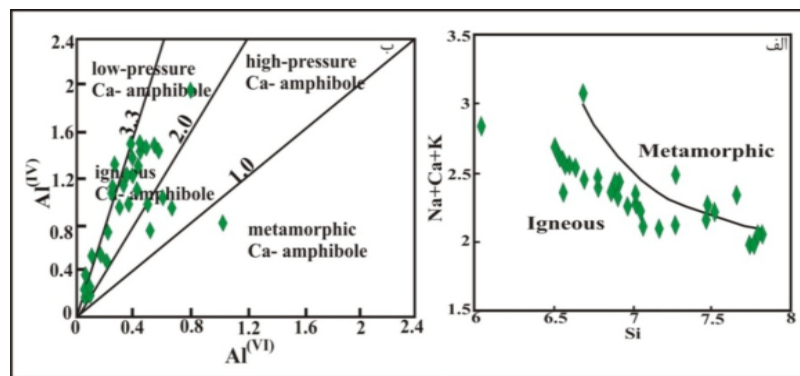 2.4
2
1.6
1.2
0.8
0.4
0
Al(IV)
ب
low-pressure
Ca- amphibole
high-pressure
Ca- amphibole
3.3
2.0
1.0
igneous
Ca- amphibole
metamorphic
Ca- amphibole
0 0.4 0.8 1.2 1.6 2.0 2.4
Al(VI)
3.5
3
2.5
2
1.5
Na+Ca+K
الف
Metamorphic
Igneous
6 6.5 7 7.5 8
Si